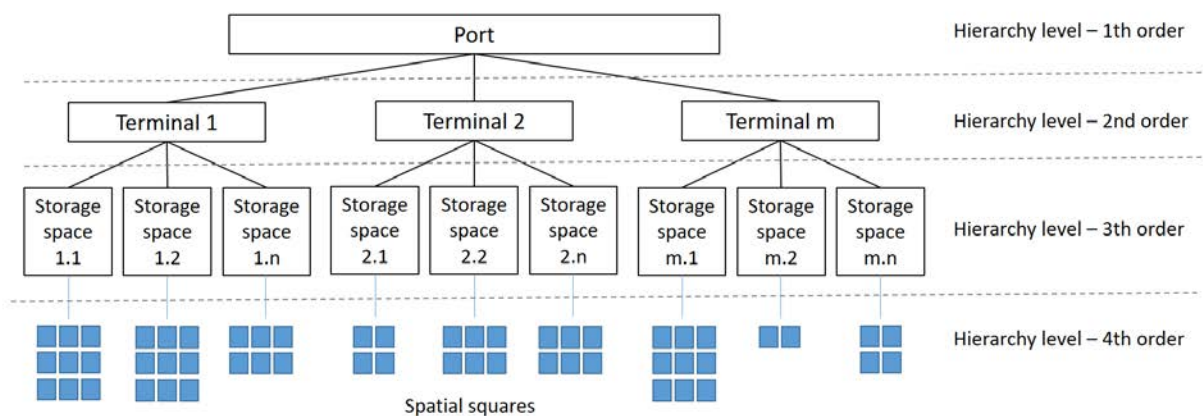 Port
Hierarchy level – 1th order
Terminal 1
Terminal 2
Terminal m
Hierarchy level – 2nd order
Storage
space
1.1
Storage
space
1.2
Storage
space
1.n
Storage
space
2.1
Storage
space
2.2
Storage
space
2.n
Storage
space
m.1
Storage
space
m.2
Storage
space
m.n
Hierarchy level – 3th order
Hierarchy level – 4th order
Spatial squares